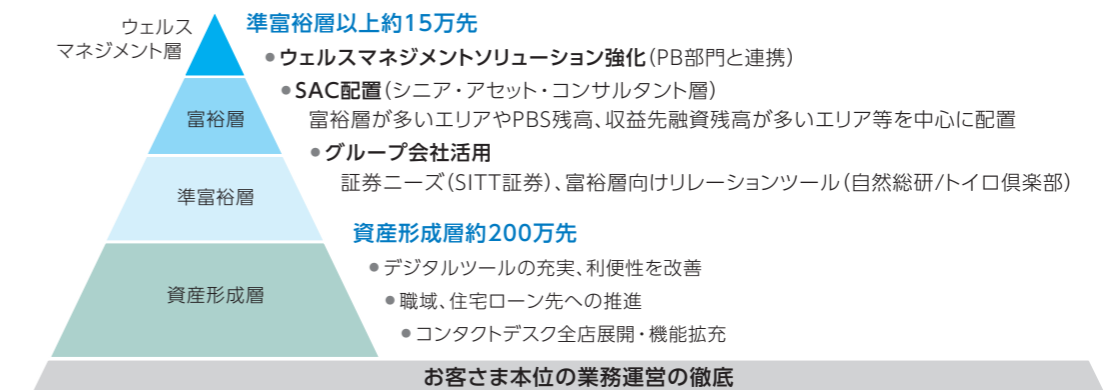 ウェルス
マネジメント層
準富裕層以上約15万先
●ウェルスマネジメントソリューション強化(PB部門と連携)
●SAC配置(シニア・アセット・コンサルタント層)
富裕層が多いエリアやPBS残高、収益先融資残高が多いエリア等を中心に配置
富裕層
●グループ会社活用
証券ニーズ(SITT証券)、富裕層向けリレーションツール(自然総研/トイロ倶楽部)
準富裕層
資産形成層約200万先
●デジタルツールの充実、利便性を改善
資産形成層
●職域、住宅ローン先への推進
●コンタクトデスク全店展開・機能拡充
お客さま本位の業務運営の徹底